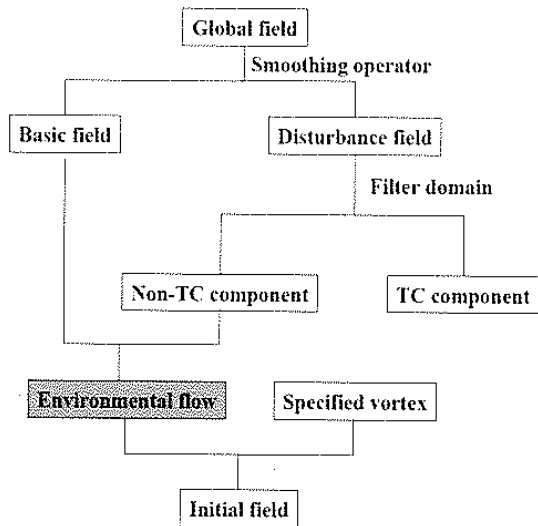 Global field
Smoothing operator
Basic field
Disturbance field
Filter domain
Non-TC component
TC component
Environmental flow
Specified vortex
Initial field